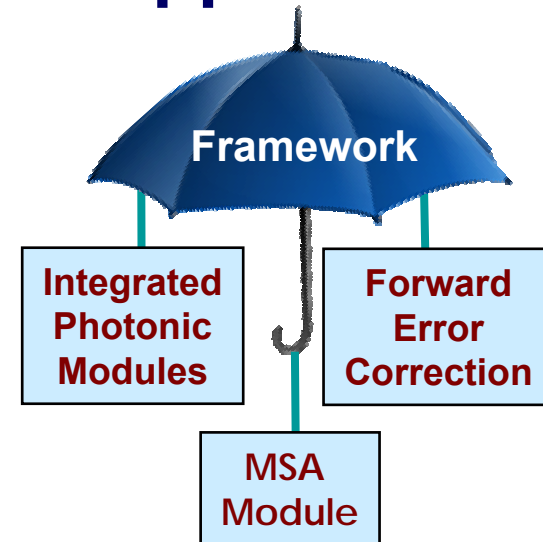 Framework
Integrated
Photonic
Modules
Forward
Error
Correction
MSA
Module